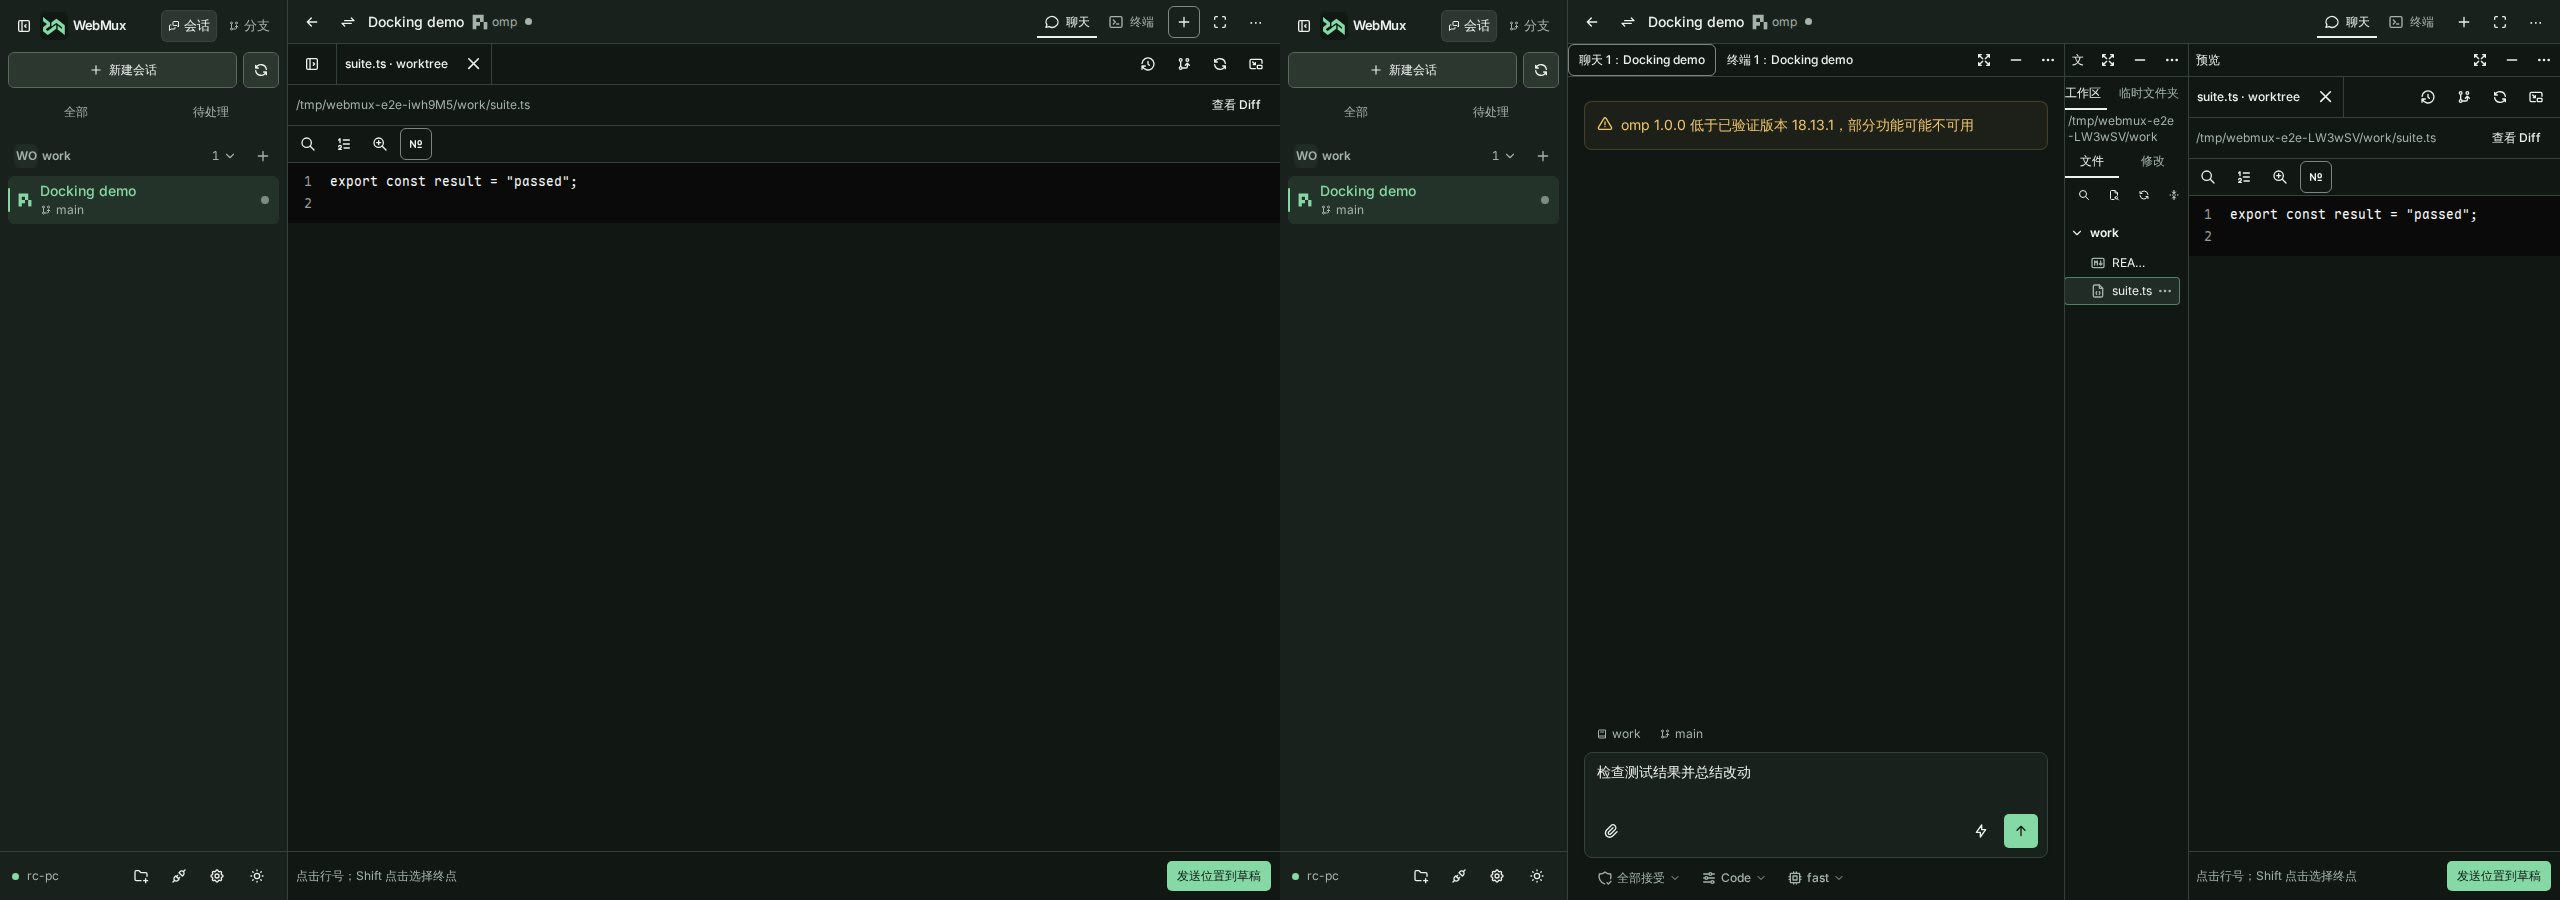 WebMux
会话
分支
新建会话
全部
待处理
WO work
1
Docking demo
main
rc-pc
Docking demo
omp
聊天
终端
suite.ts · worktree
/tmp/webmux-e2e-iwh9M5/work/suite.ts
查看 Diff
Nº
1 export const result = "passed";
2
点击行号；Shift 点击选择终点
发送位置到草稿
WebMux
会话
分支
新建会话
全部
待处理
WO work
1
Docking demo
main
rc-pc
Docking demo
omp
聊天
终端
聊天 1：Docking demo
终端 1：Docking demo
omp 1.0.0 低于已验证版本 18.13.1，部分功能可能不可用
work
main
检查测试结果并总结改动
全部接受
Code
fast
文
工作区
临时文件夹
/tmp/webmux-e2e
-LW3wSV/work
文件
修改
work
REA...
suite.ts
预览
suite.ts · worktree
/tmp/webmux-e2e-LW3wSV/work/suite.ts
查看 Diff
Nº
1 export const result = "passed";
2
点击行号；Shift 点击选择终点
发送位置到草稿